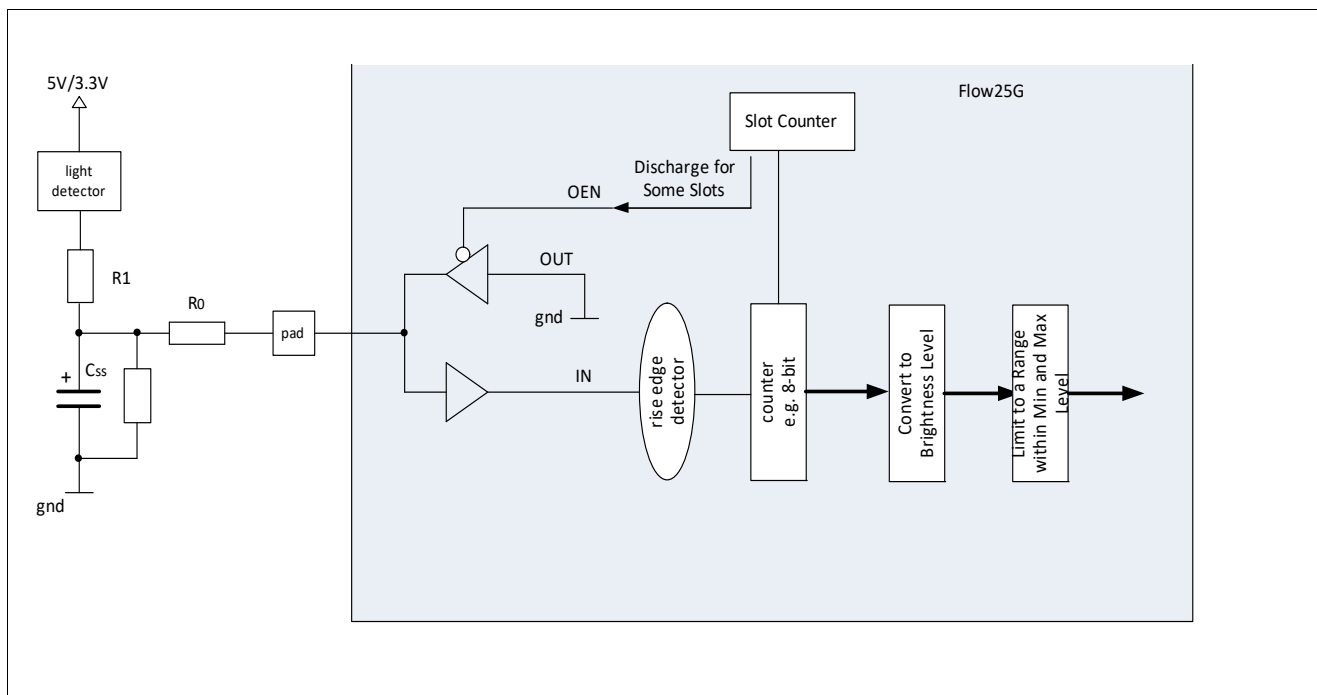 5V/3.3V
Flow25G
Slot Counter
light
detector
Discharge for
Some Slots
OEN
OUT
R1
R0
pad
gnd
Css
+
IN
rise edge
detector
counter
e.g. 8-bit
Convert to
Brightness Level
Limit to a Range
within Min and Max
Level
gnd